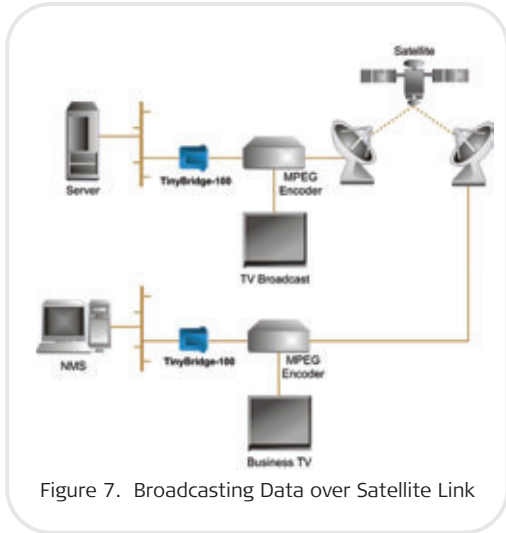 Satellite
Server
TinyBridge-100
MPEG
Encoder
TV Broadcast
NMS
TinyBridge-100
MPEG
Encoder
Business TV
Figure 7. Broadcasting Data over Satellite Link